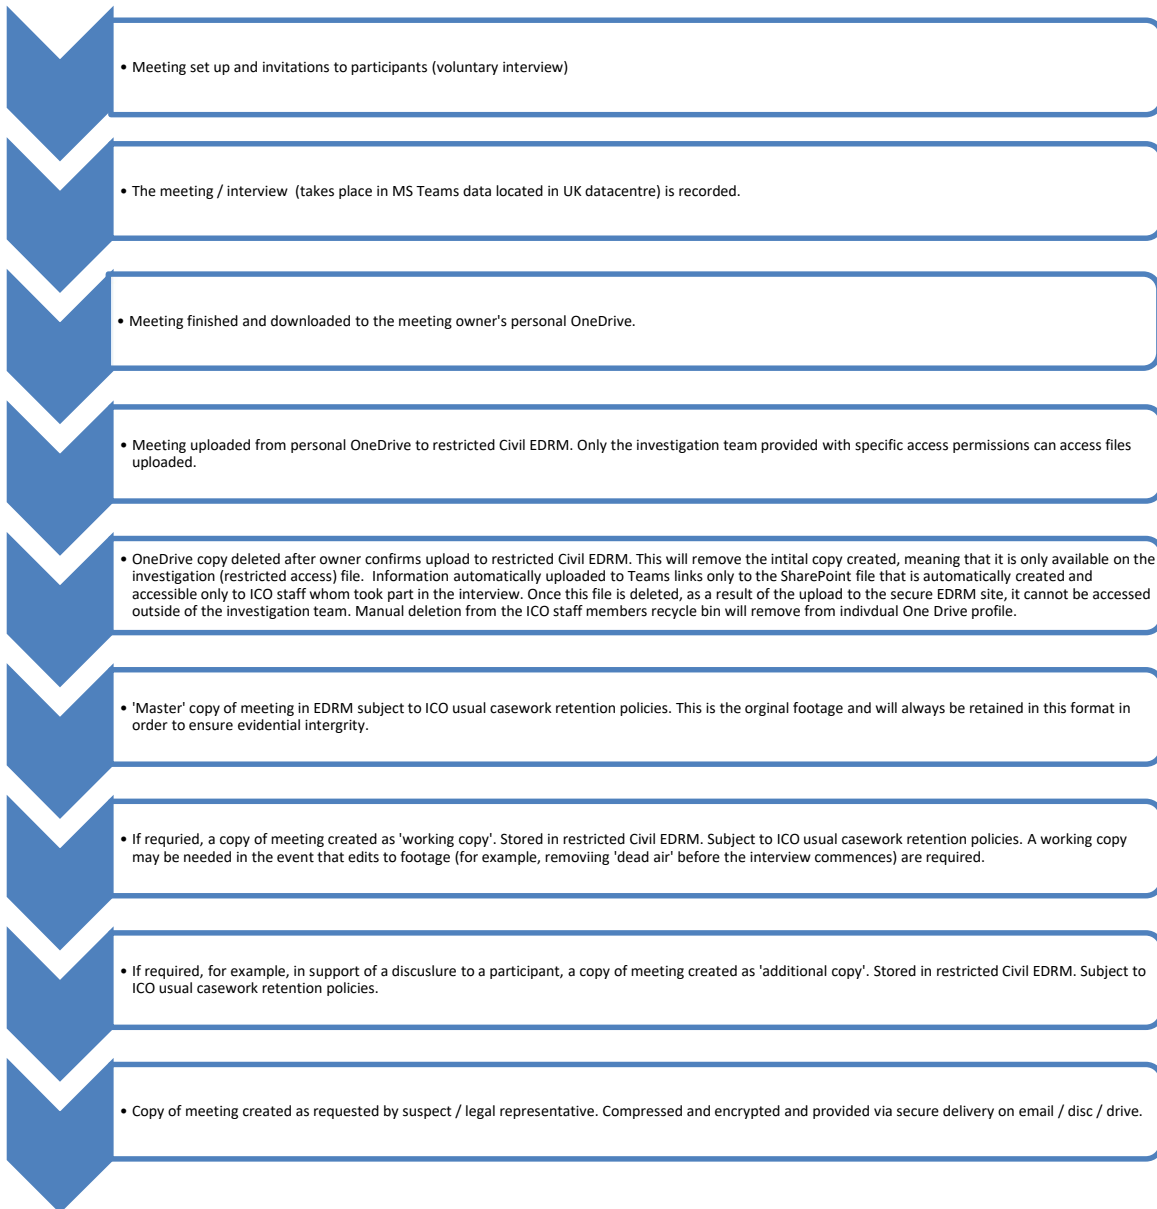 • Meeting set up and invitations to participants (voluntary interview)
• The meeting / interview  (takes place in MS Teams data located in UK datacentre) is recorded.
• Meeting finished and downloaded to the meeting owner's personal OneDrive.
• Meeting uploaded from personal OneDrive to restricted Civil EDRM. Only the investigation team provided with specific access permissions can access files
uploaded.
• OneDrive copy deleted after owner confirms upload to restricted Civil EDRM. This will remove the intital copy created, meaning that it is only available on the
investigation (restricted access) file.  Information automatically uploaded to Teams links only to the SharePoint file that is automatically created and
accessible only to ICO staff whom took part in the interview. Once this file is deleted, as a result of the upload to the secure EDRM site, it cannot be accessed
outside of the investigation team. Manual deletion from the ICO staff members recycle bin will remove from indivdual One Drive profile.
• 'Master' copy of meeting in EDRM subject to ICO usual casework retention policies. This is the orginal footage and will always be retained in this format in
order to ensure evidential intergrity.
• If requried, a copy of meeting created as 'working copy'. Stored in restricted Civil EDRM. Subject to ICO usual casework retention policies. A working copy
may be needed in the event that edits to footage (for example, removiing 'dead air' before the interview commences) are required.
• If required, for example, in support of a discuslure to a participant, a copy of meeting created as 'additional copy'. Stored in restricted Civil EDRM. Subject to
ICO usual casework retention policies.
• Copy of meeting created as requested by suspect / legal representative. Compressed and encrypted and provided via secure delivery on email / disc / drive.